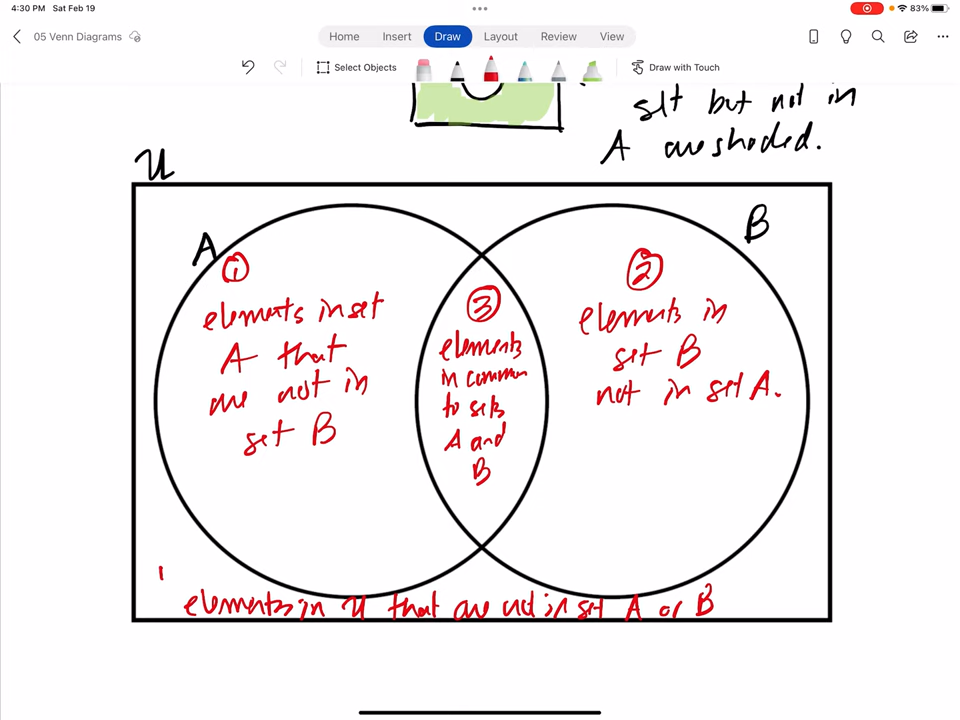 4:30 PM Sat Feb 19
83%
05 Venn Diagrams
Home Insert Draw Layout Review View
Select Objects
Draw with Touch
set but not in
A are shaded.
U
A
B
①
elements in set
A that
are not in
set B
③
elements
in common
to sets
A and
B
②
elements in
set B
not in set A.
elements in U that are not in set A or B